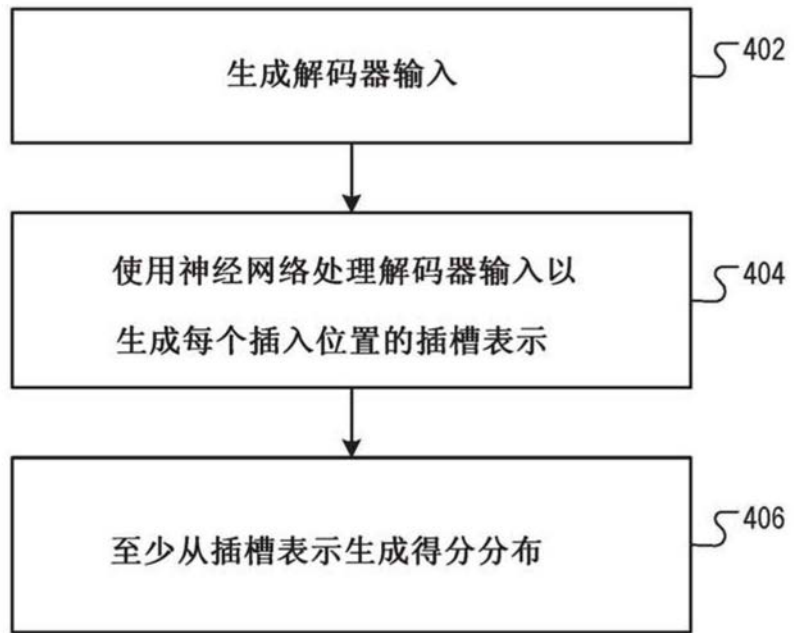 生成解码器输入
402
使用神经网络处理解码器输入以
生成每个插入位置的插槽表示
404
至少从插槽表示生成得分分布
406